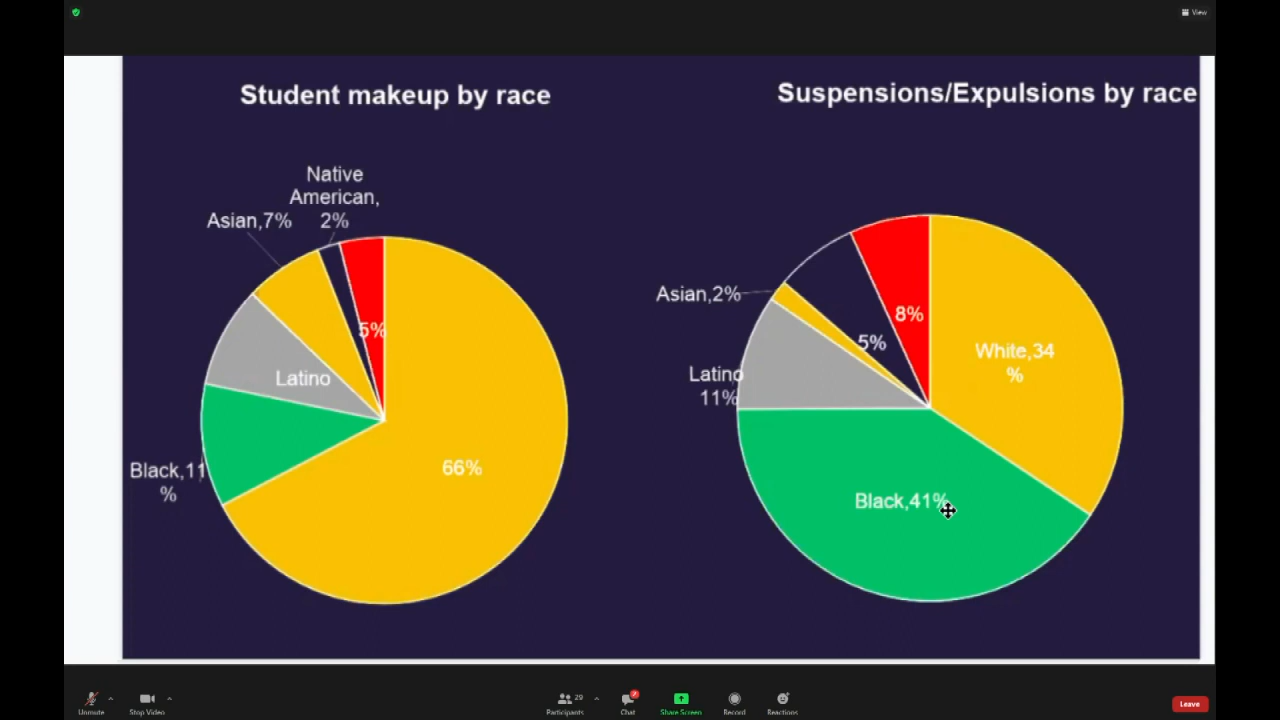 View
Student makeup by race
Suspensions/Expulsions by race
Native
American,
2%
Asian,7%
5%
Latino
Black,11
%
66%
Asian,2%
8%
5%
White,34
%
Latino
11%
Black,41%
Unmute
Stop Video
29
Participants
2
Chat
Share Screen
Record
Reactions
Leave